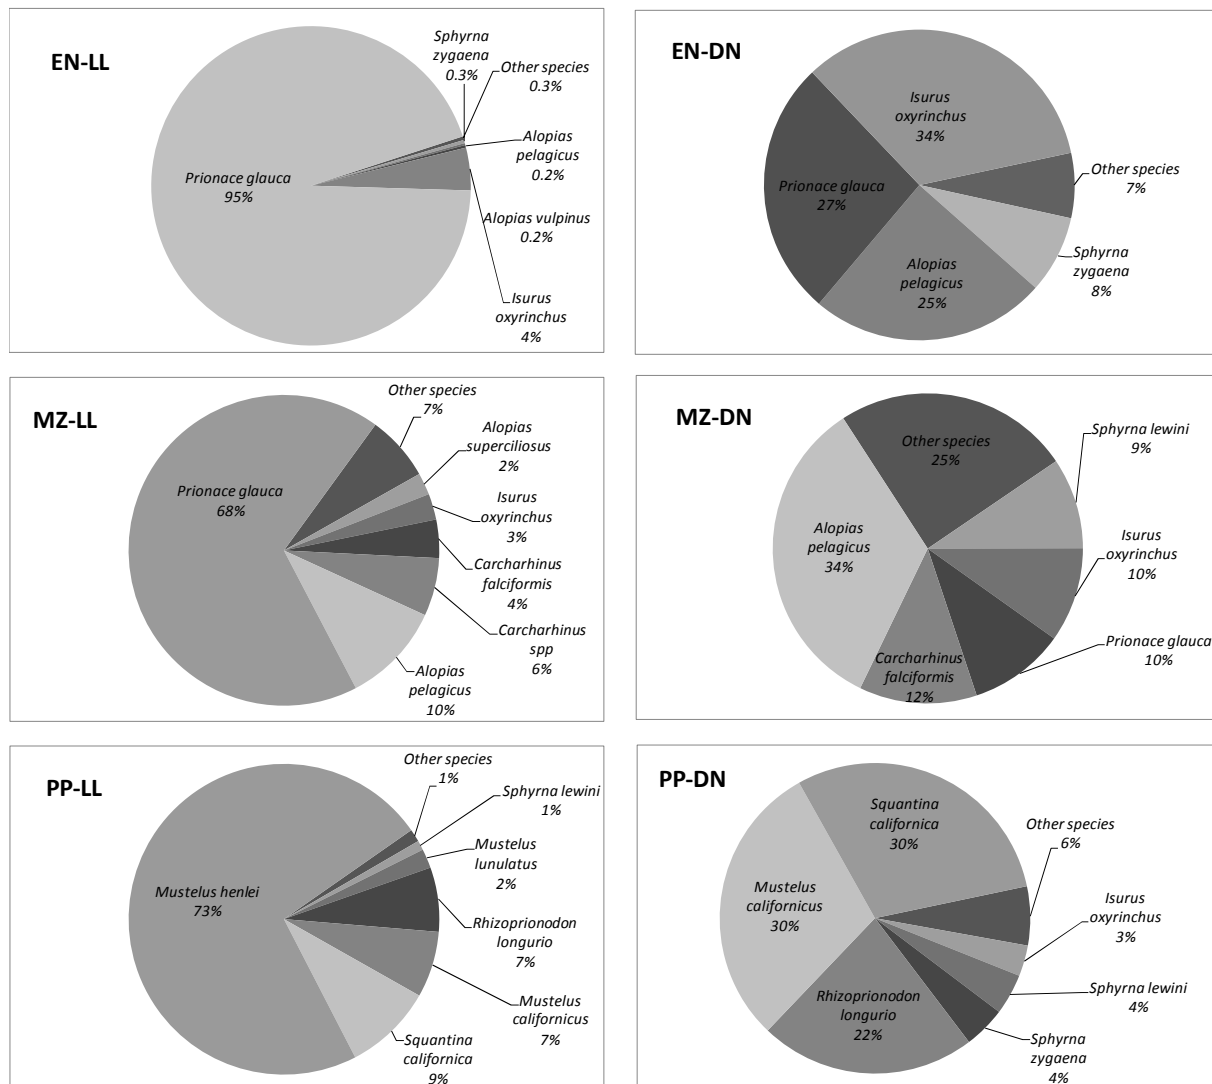 EN-LL
Sphyrna
zygaena
0.3%
Other species
0.3%
Alopias
pelagicus
0.2%
Prionace glauca
95%
Alopias vulpinus
0.2%
Isurus
oxyrinchus
4%
EN-DN
Isurus
oxyrinchus
34%
Other species
7%
Prionace glauca
27%
Sphyrna
zygaena
8%
Alopias
pelagicus
25%
MZ-LL
Other species
7%
Alopias
superciliosus
2%
Prionace glauca
68%
Isurus
oxyrinchus
3%
Carcharhinus
falciformis
4%
Carcharhinus
spp
6%
Alopias
pelagicus
10%
MZ-DN
Other species
25%
Sphyrna lewini
9%
Alopias
pelagicus
34%
Isurus
oxyrinchus
10%
Prionace glauca
10%
Carcharhinus
falciformis
12%
PP-LL
Other species
1%
Sphyrna lewini
1%
Mustelus
lunulatus
2%
Mustelus henlei
73%
Rhizoprionodon
longurio
7%
Mustelus
californicus
7%
Squantina
californica
9%
PP-DN
Squantina
californica
30%
Other species
6%
Mustelus
californicus
30%
Isurus
oxyrinchus
3%
Sphyrna lewini
4%
Rhizoprionodon
longurio
22%
Sphyrna
zygaena
4%